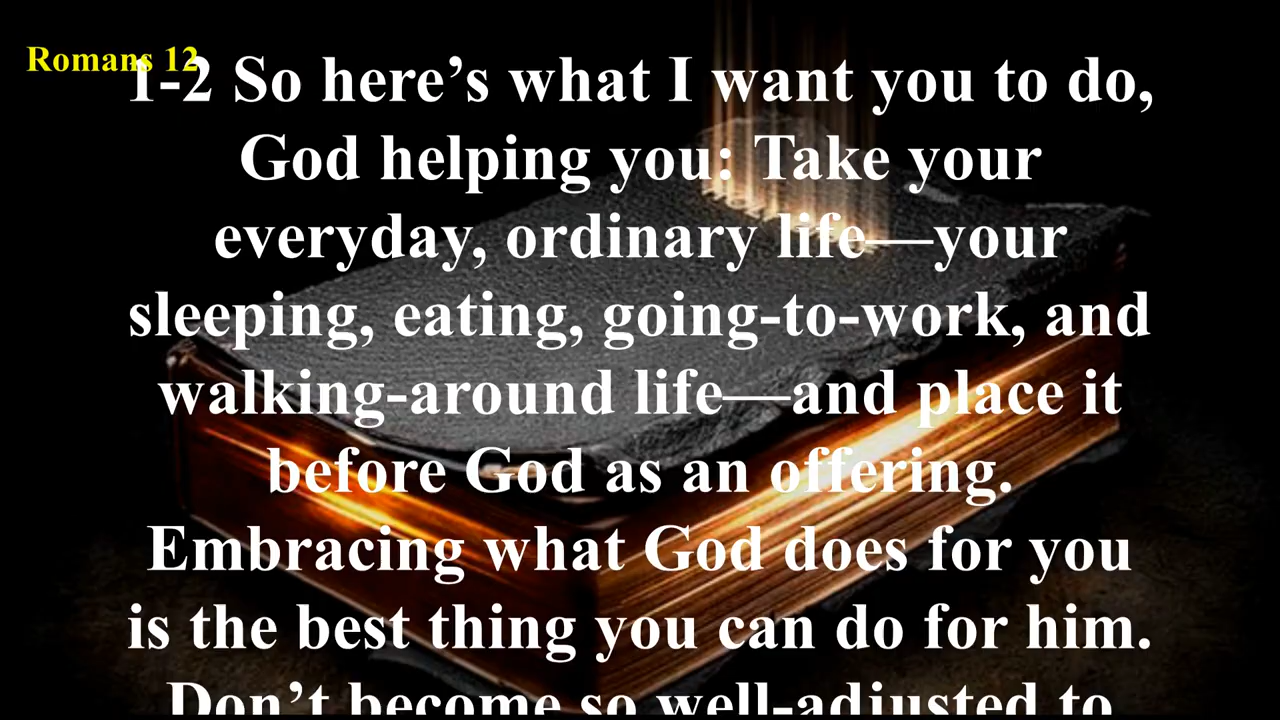 Romans 12
1-2 So here’s what I want you to do,
God helping you: Take your
everyday, ordinary life—your
sleeping, eating, going-to-work, and
walking-around life—and place it
before God as an offering.
Embracing what God does for you
is the best thing you can do for him.
Don’t become so well-adjusted to